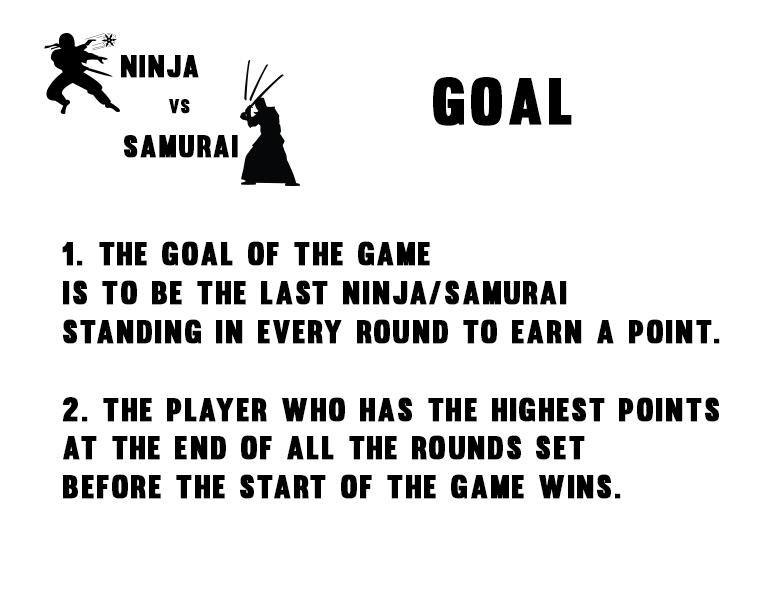 NINJA
VS
SAMURAI
GOAL
1. THE GOAL OF THE GAME
IS TO BE THE LAST NINJA/SAMURAI
STANDING IN EVERY ROUND TO EARN A POINT.
2. THE PLAYER WHO HAS THE HIGHEST POINTS
AT THE END OF ALL THE ROUNDS SET
BEFORE THE START OF THE GAME WINS.